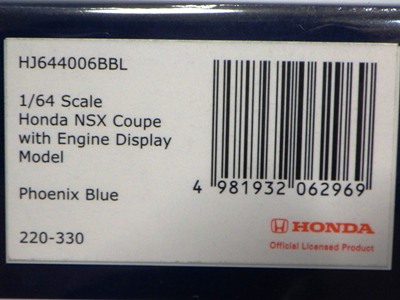 HJ644006BBL
1/64 Scale
Honda NSX Coupe
with Engine Display
Model
Phoenix Blue
220-330
4 981932 062969
HONDA
Official Licensed Product